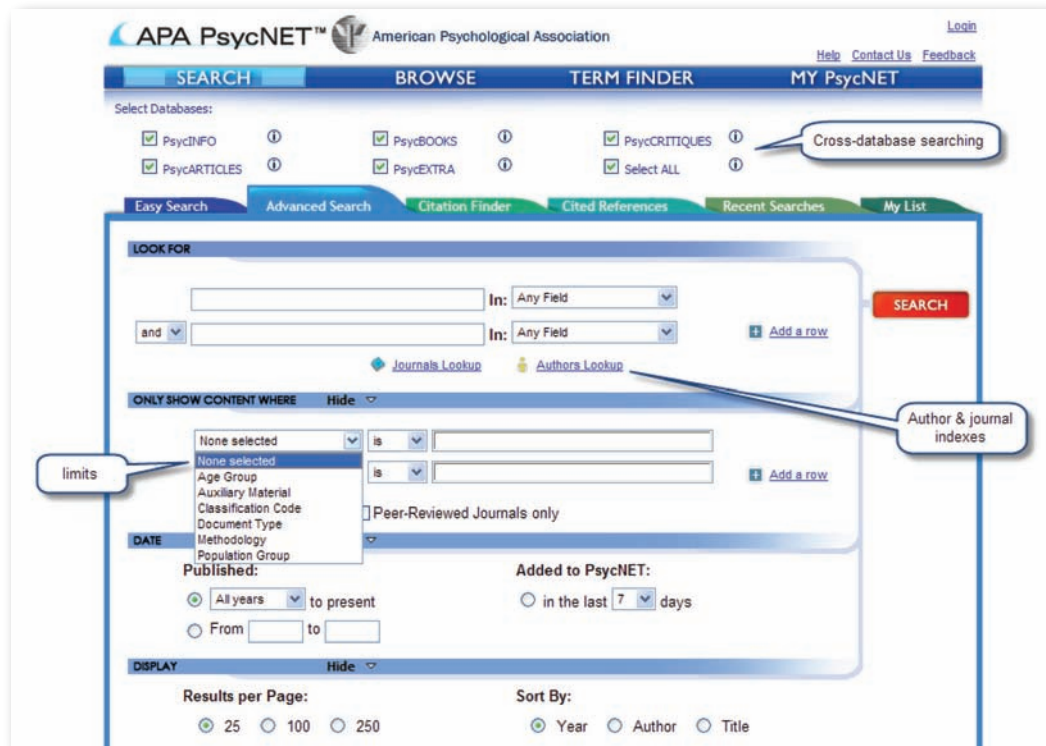 APA PsycNET™ American Psychological Association
Login
Help Contact Us Feedback
SEARCH BROWSE TERM FINDER MY PsycNET
Select Databases:
PsycINFO PsycBOOKS PsycCRITIQUES
PsycARTICLES PsycEXTRA Select ALL
Cross-database searching
Easy Search Advanced Search Citation Finder Cited References Recent Searches My List
LOOK FOR
In: Any Field
SEARCH
and In: Any Field Add a row
Journals Lookup Authors Lookup
ONLY SHOW CONTENT WHERE Hide
Author & journal
indexes
None selected is
limits
None selected
Age Group is Add a row
Auxiliary Material
Classification Code
Peer-Reviewed Journals only
Document Type
Methodology
Population Group
DATE
Published: Added to PsycNET:
All years to present in the last 7 days
From to
DISPLAY Hide
Results per Page: Sort By:
25 100 250 Year Author Title